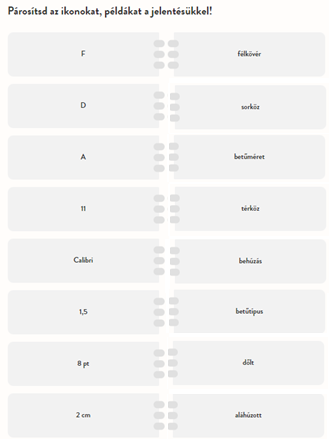 Párosítsd az ikonokat, példákat a jelentésükkel!
F
félkövér
D
sorköz
A
betűméret
11
térköz
Calibri
behúzás
1,5
betűtípus
8 pt
dőlt
2 cm
aláhúzott